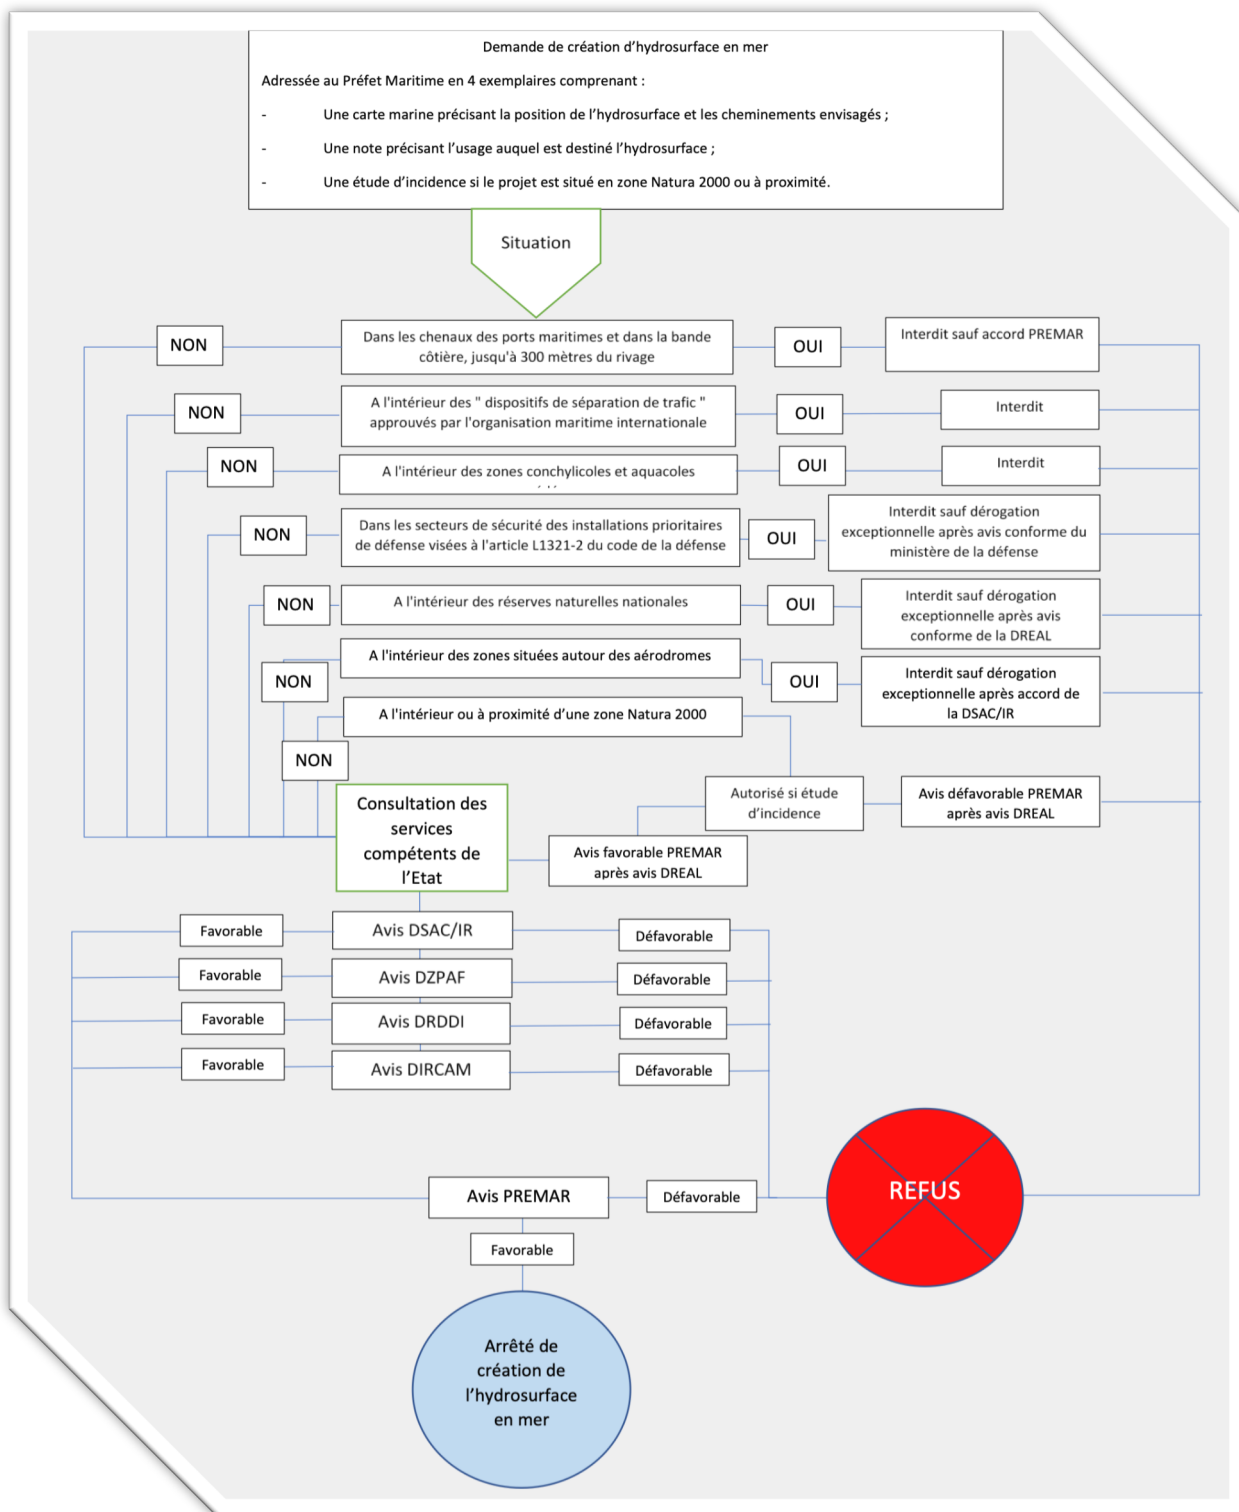 Demande de création d’hydrosurface en mer
Adressée au Préfet Maritime en 4 exemplaires comprenant :
- Une carte marine précisant la position de l’hydrosurface et les cheminements envisagés ;
- Une note précisant l’usage auquel est destiné l’hydrosurface ;
- Une étude d’incidence si le projet est situé en zone Natura 2000 ou à proximité.
Situation
NON
Dans les chenaux des ports maritimes et dans la bande
côtière, jusqu'à 300 mètres du rivage
OUI
Interdit sauf accord PREMAR
NON
A l'intérieur des " dispositifs de séparation de trafic "
approuvés par l'organisation maritime internationale
OUI
Interdit
NON
A l'intérieur des zones conchylicoles et aquacoles
OUI
Interdit
NON
Dans les secteurs de sécurité des installations prioritaires
de défense visées à l'article L1321-2 du code de la défense
OUI
Interdit sauf dérogation
exceptionnelle après avis conforme du
ministère de la défense
NON
A l'intérieur des réserves naturelles nationales
OUI
Interdit sauf dérogation
exceptionnelle après avis
conforme de la DREAL
NON
A l'intérieur des zones situées autour des aérodromes
OUI
Interdit sauf dérogation
exceptionnelle après accord de
la DSAC/IR
A l'intérieur ou à proximité d’une zone Natura 2000
NON
Autorisé si étude
d’incidence
Avis défavorable PREMAR
après avis DREAL
Consultation des
services
compétents de
l’Etat
Avis favorable PREMAR
après avis DREAL
Favorable
Avis DSAC/IR
Défavorable
Favorable
Avis DZPAF
Défavorable
Favorable
Avis DRDDI
Défavorable
Favorable
Avis DIRCAM
Défavorable
Avis PREMAR
Défavorable
REFUS
Favorable
Arrêté de
création de
l’hydrosurface
en mer